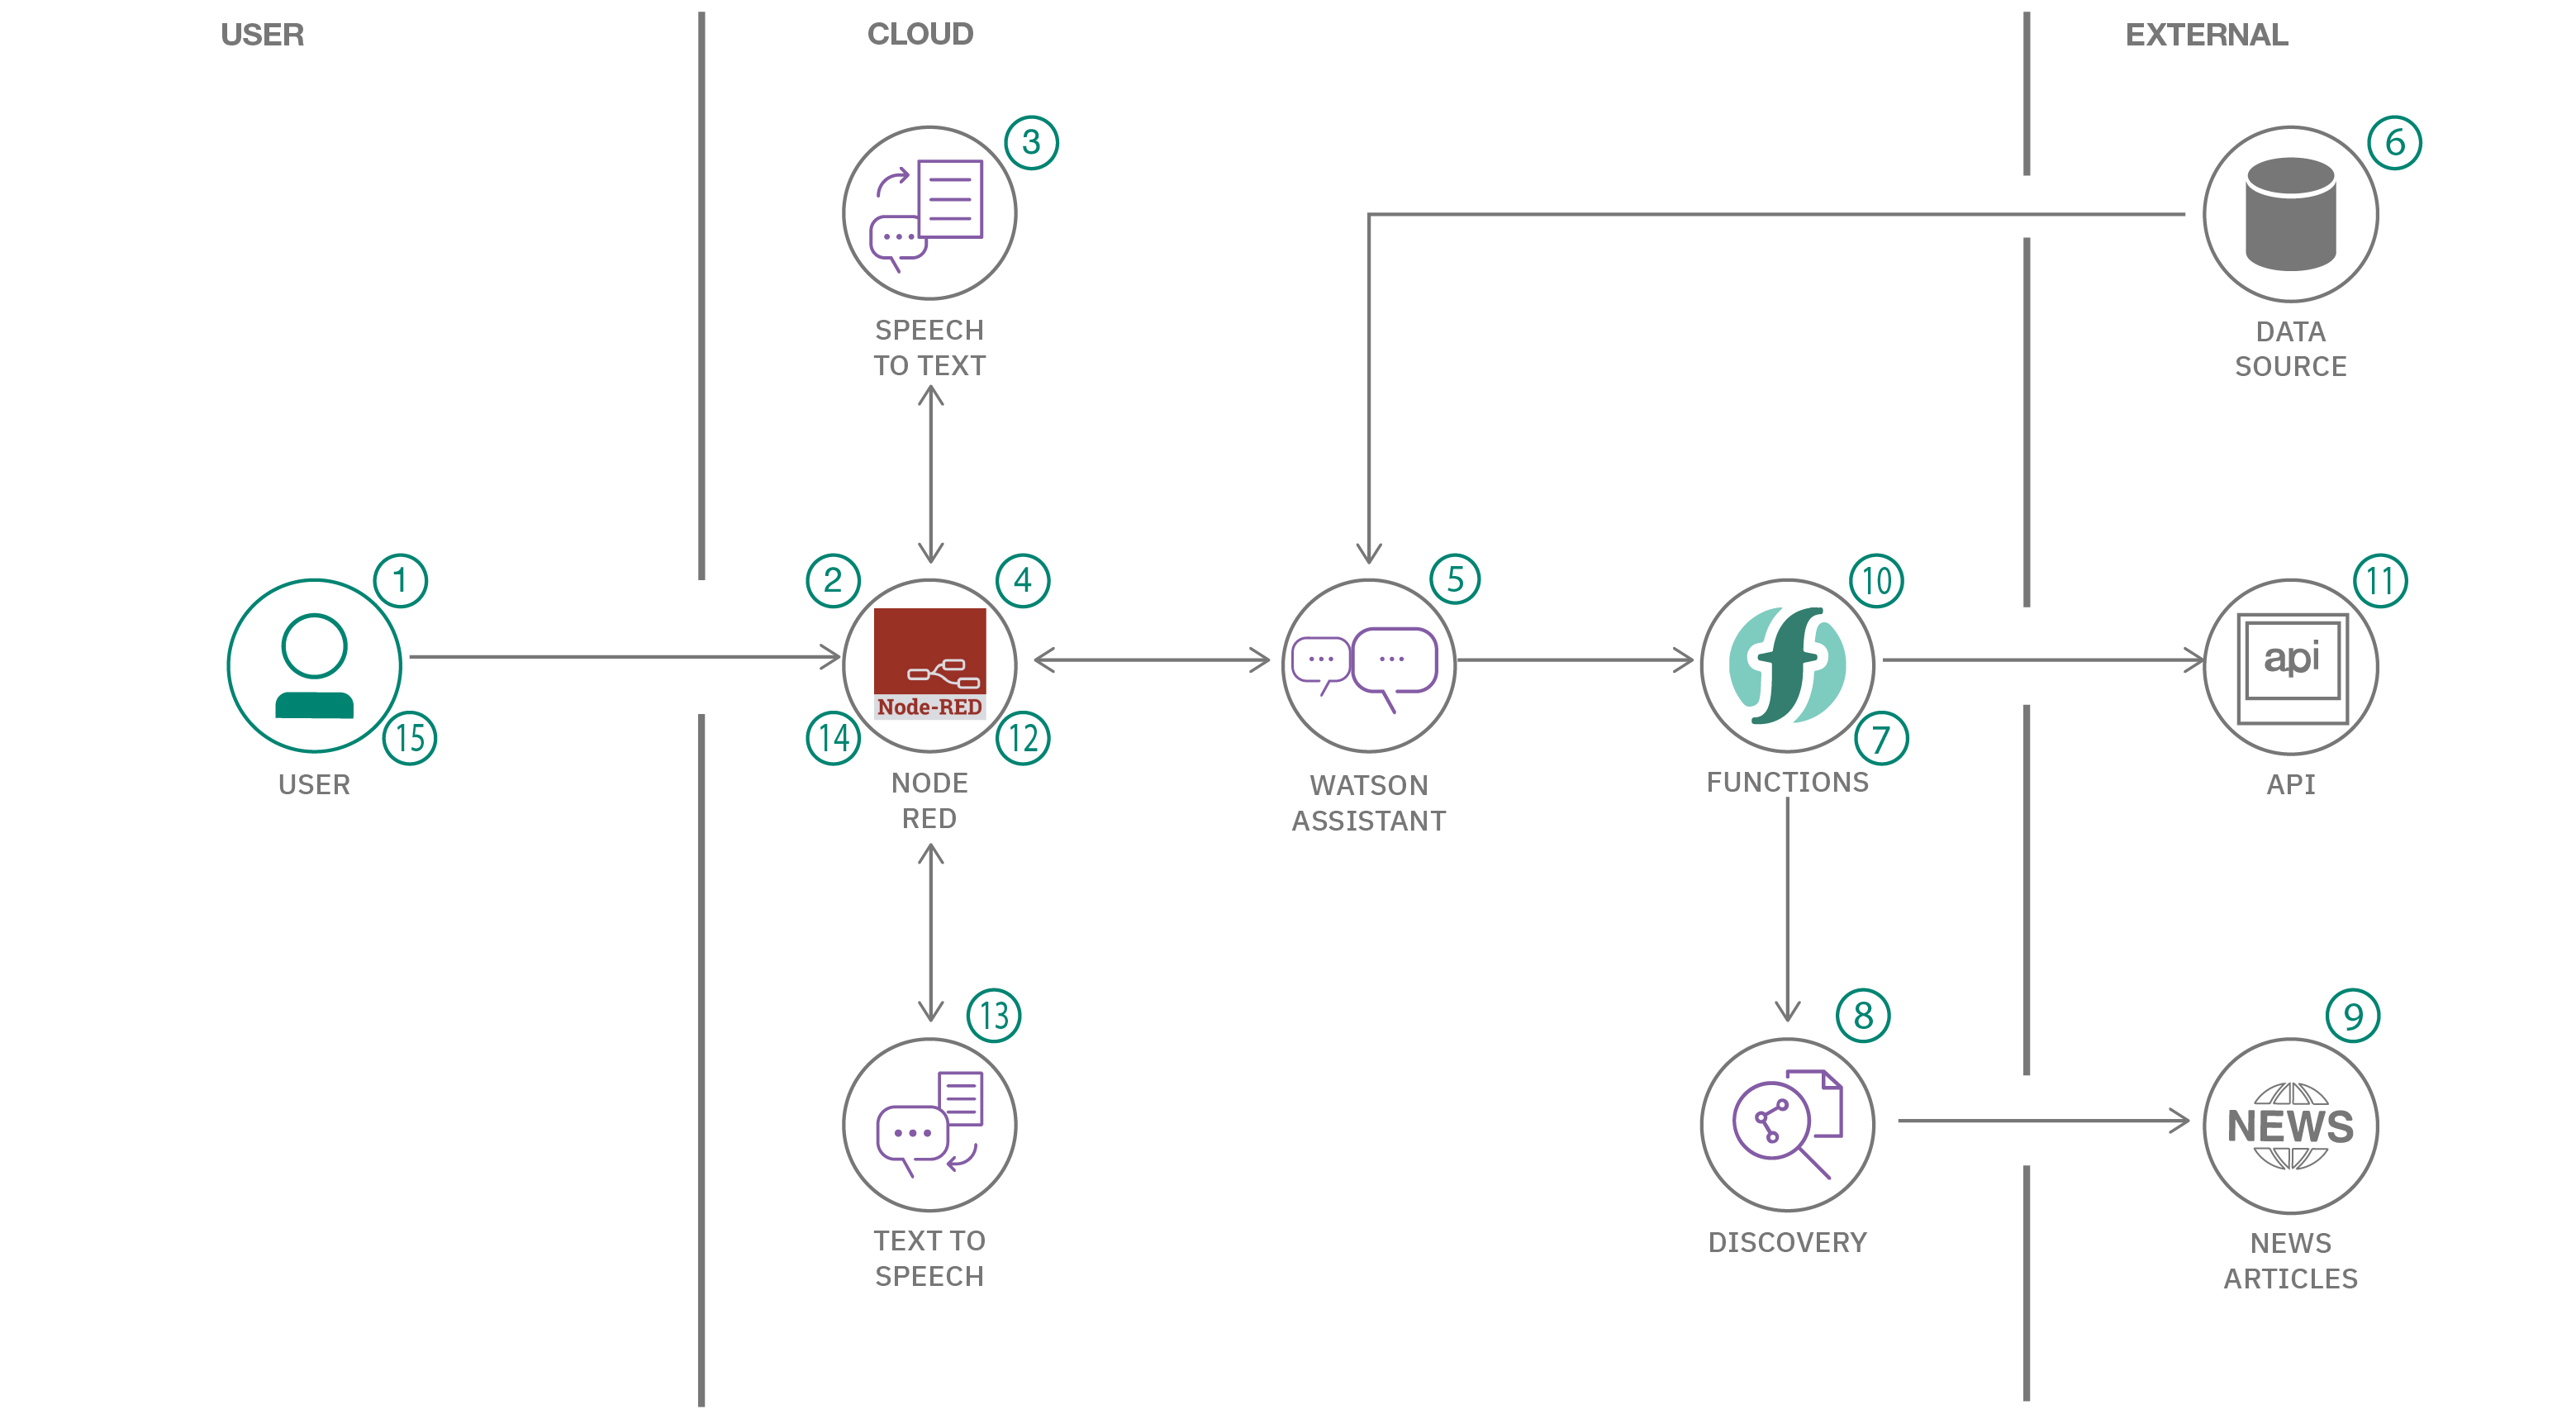 USER
CLOUD
EXTERNAL
3
6
SPEECH
TO TEXT
DATA
SOURCE
1
2
4
5
10
11
api
Node-RED
15
14
12
7
USER
NODE
RED
WATSON
ASSISTANT
FUNCTIONS
API
13
8
9
NEWS
TEXT TO
SPEECH
DISCOVERY
NEWS
ARTICLES